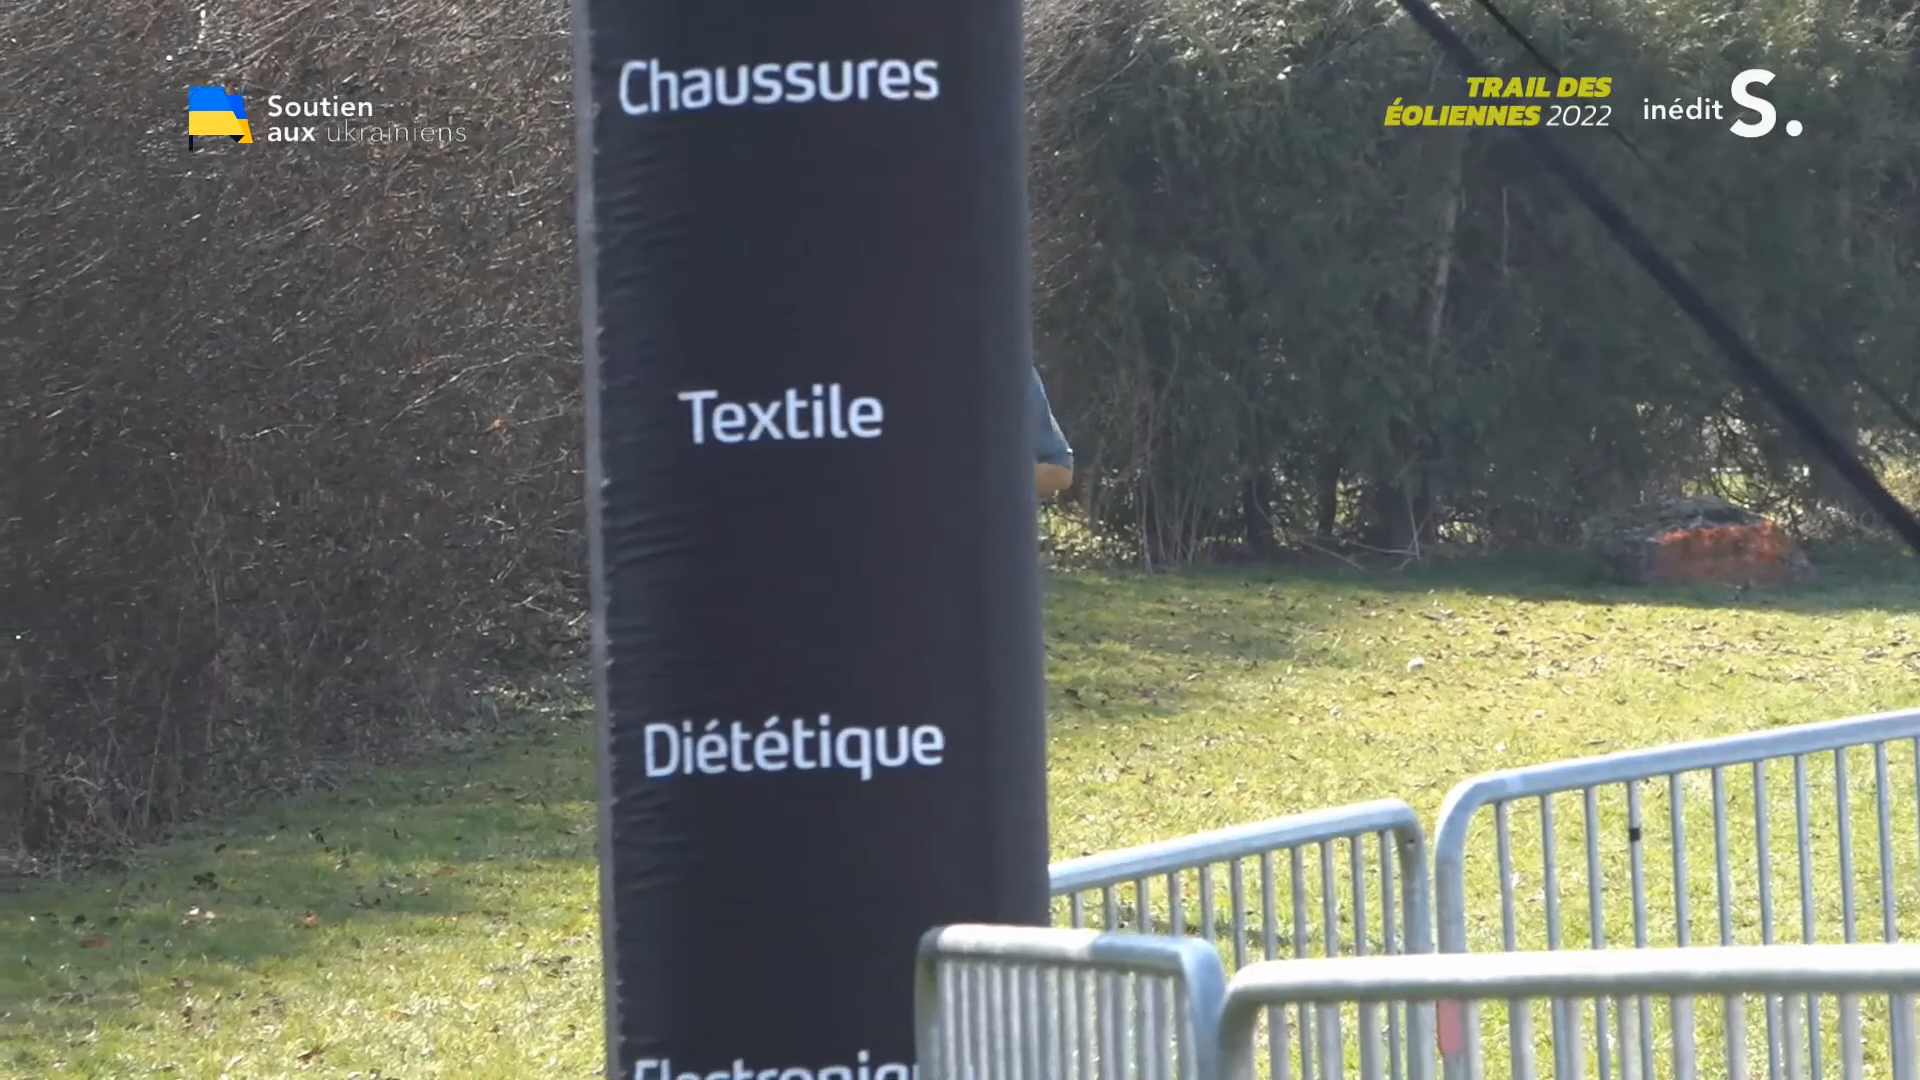 Chaussures
Soutien
aux ukrainiens
TRAIL DES
ÉOLIENNES 2022
inédit S.
Textile
Diététique